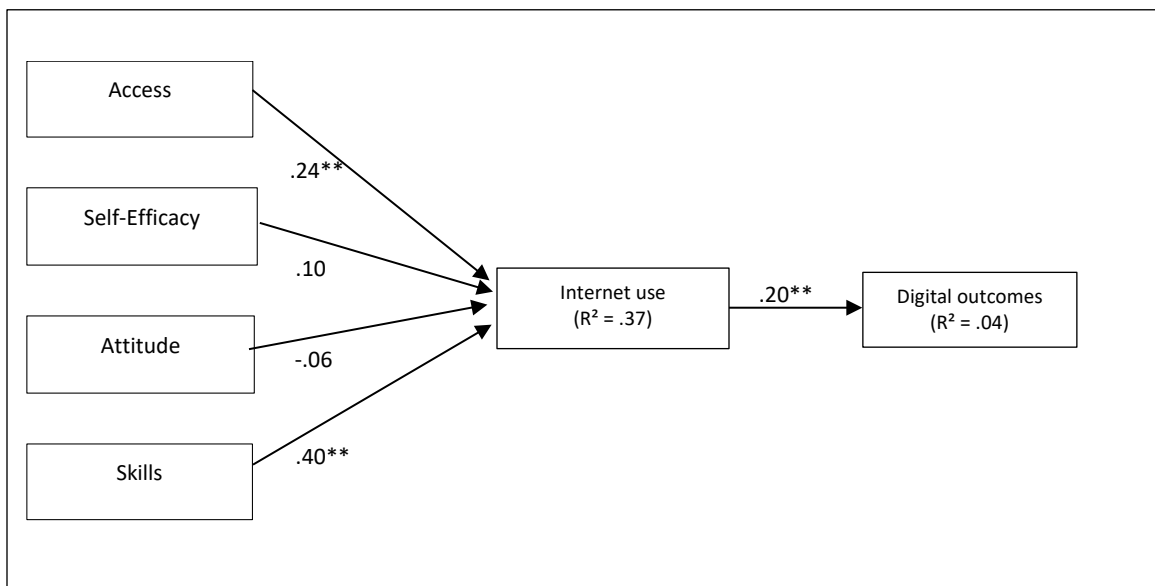 Access
.24**
Self-Efficacy
.10
Internet use
(R² = .37)
.20**
Digital outcomes
(R² = .04)
Attitude
-.06
Skills
.40**